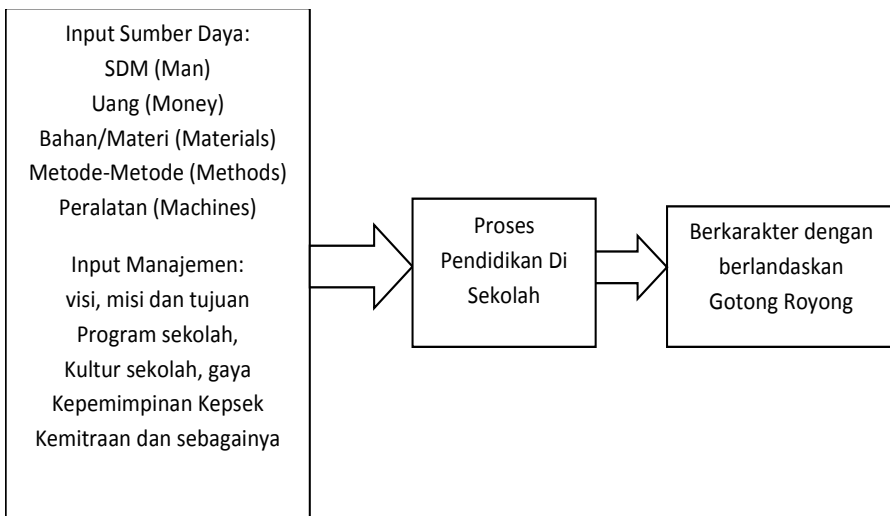 Input Sumber Daya:
SDM (Man)
Uang (Money)
Bahan/Materi (Materials)
Metode-Metode (Methods)
Peralatan (Machines)
Input Manajemen:
visi, misi dan tujuan
Program sekolah,
Kultur sekolah, gaya
Kepemimpinan Kepsek
Kemitraan dan sebagainya
Proses
Pendidikan Di
Sekolah
Berkarakter dengan
berlandaskan
Gotong Royong